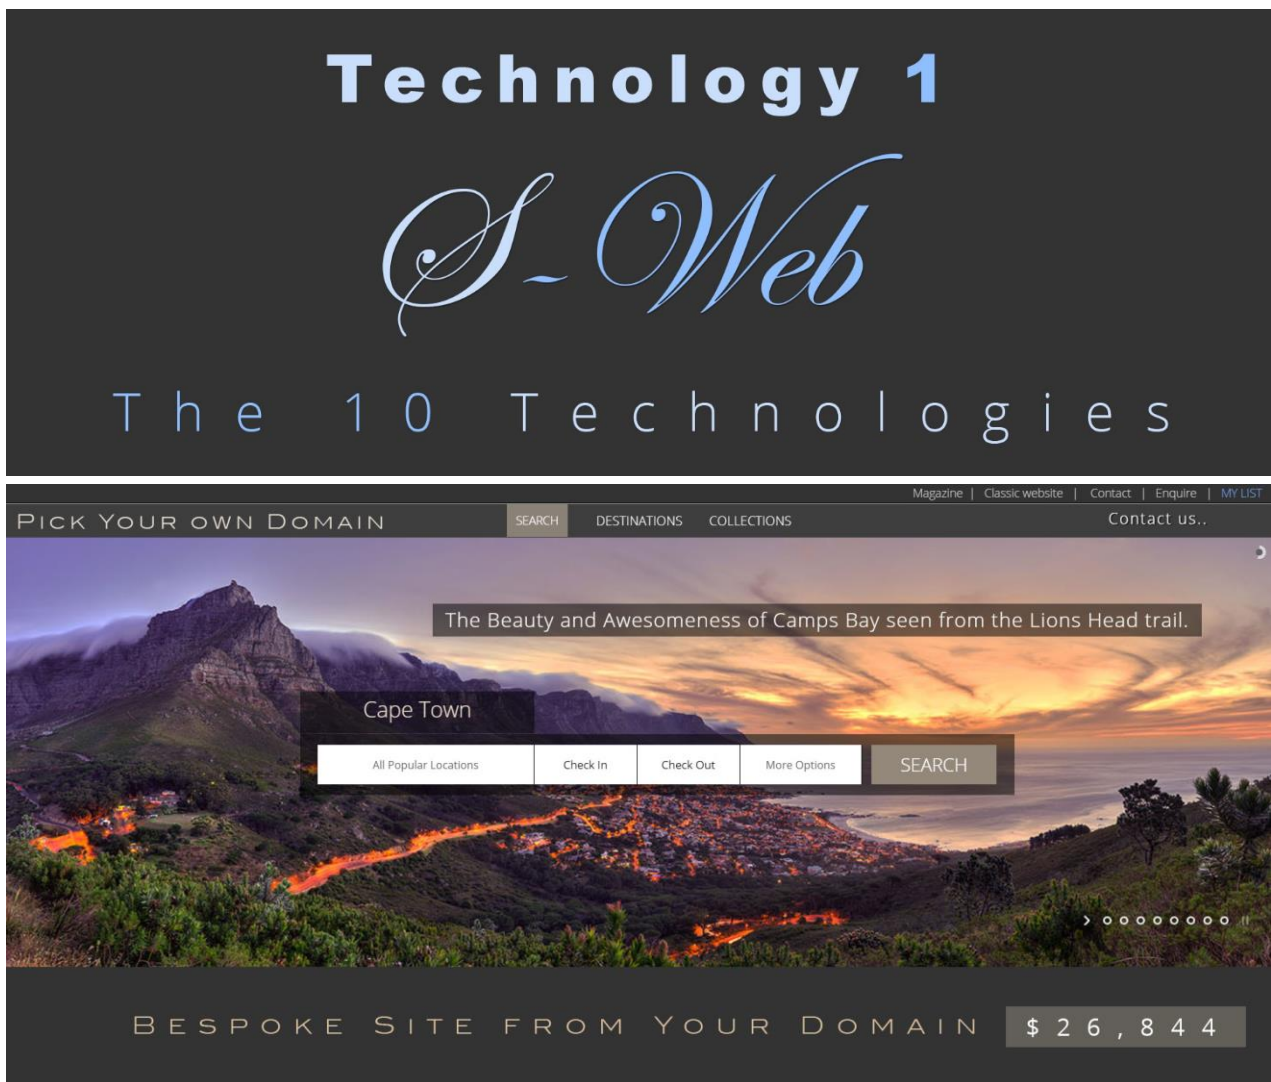 Technology 1
S-Web
The 10 Technologies
Magazine | Classic website | Contact | Enquire | MY LIST
PICK YOUR OWN DOMAIN SEARCH DESTINATIONS COLLECTIONS Contact us..
The Beauty and Awesomeness of Camps Bay seen from the Lions Head trail.
Cape Town
All Popular Locations Check In Check Out More Options SEARCH
BESPOKE SITE FROM YOUR DOMAIN $26,844